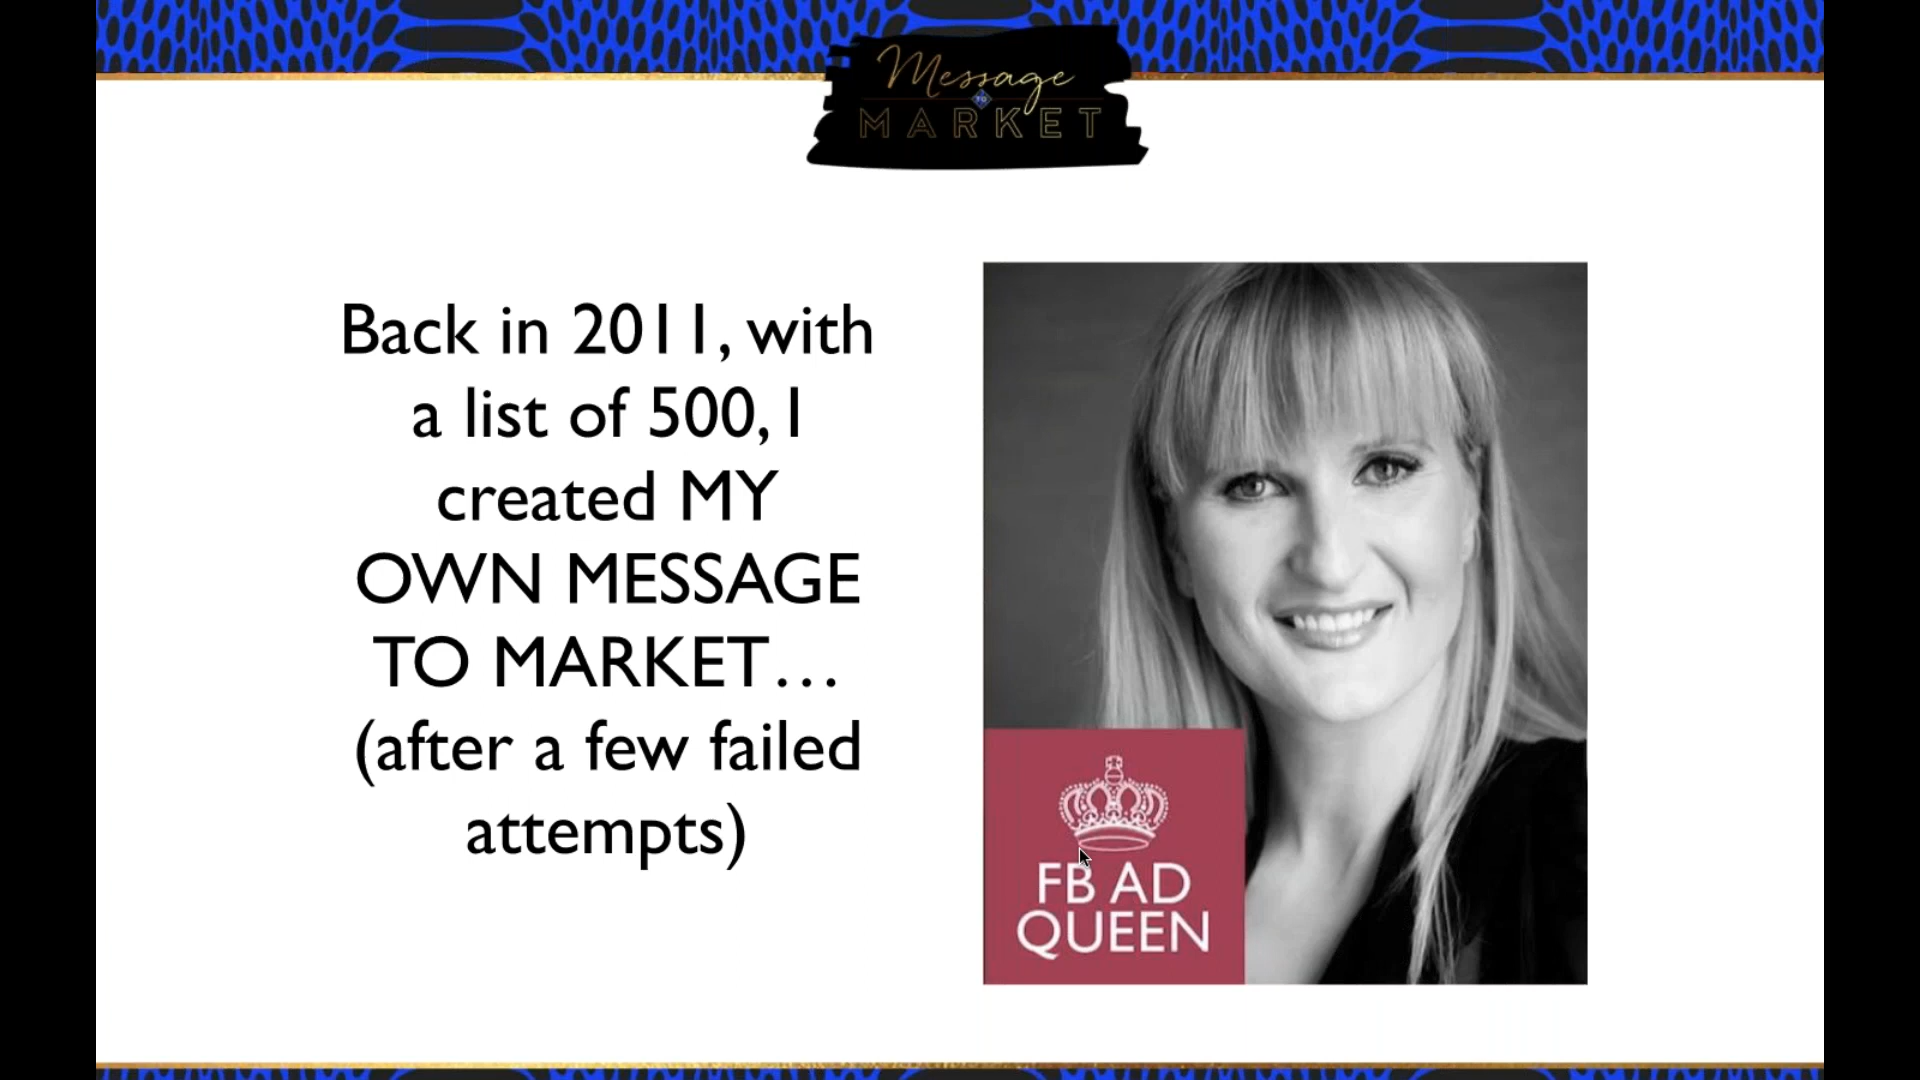 Message
TO
MARKET
Back in 2011, with
a list of 500, I
created MY
OWN MESSAGE
TO MARKET…
(after a few failed
attempts)
FB AD
QUEEN